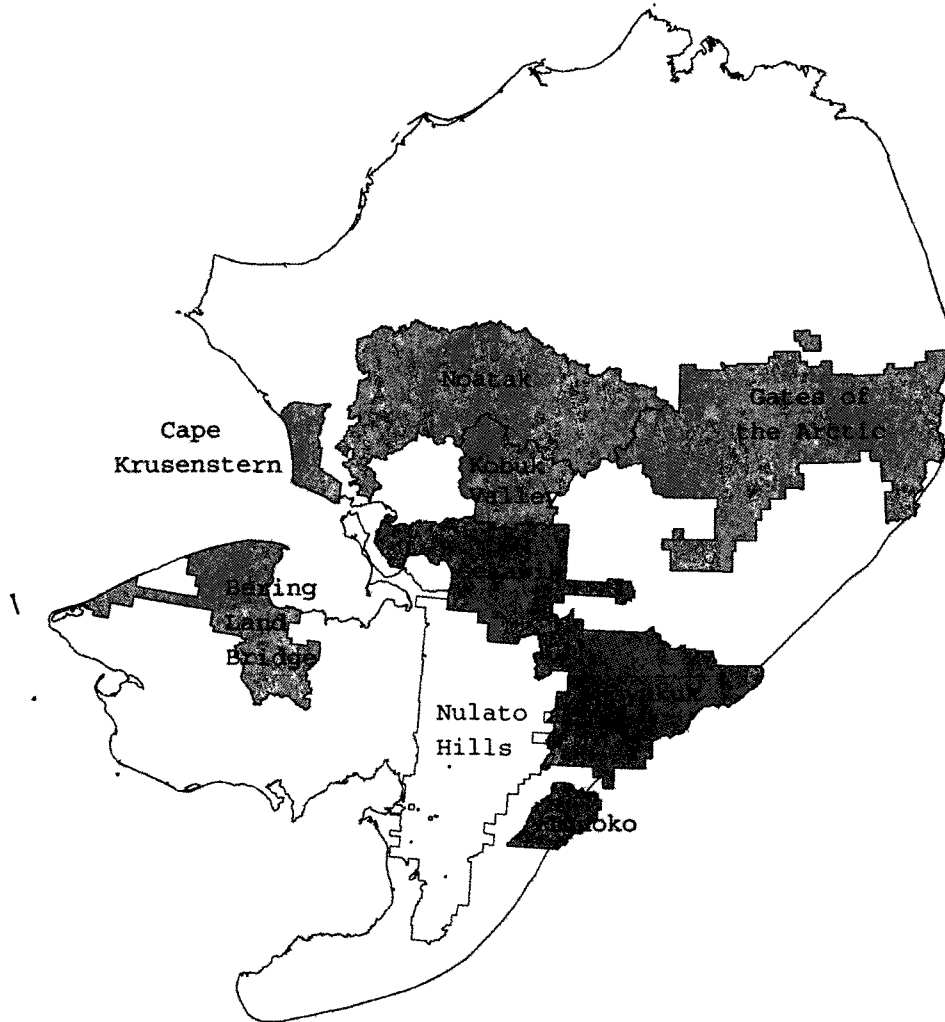 Noatak
Gates of
the Arctic
Cape
Krusenstern
Kobuk
Valley
Bering
Land
Bridge
Nulato
Hills